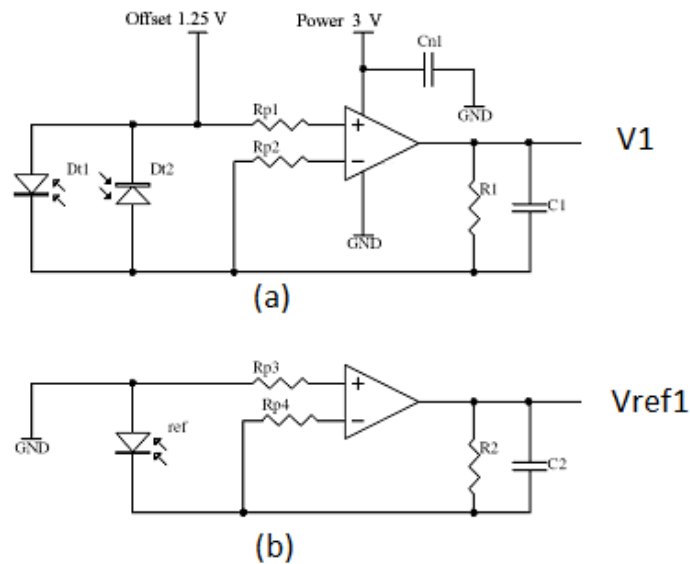 Offset 1.25 V
Power 3 V
Cn1
GND
Rp1
V1
Rp2
Dt1
Dt2
R1
C1
GND
(a)
Rp3
Vref1
Rp4
GND
ref
R2
C2
(b)